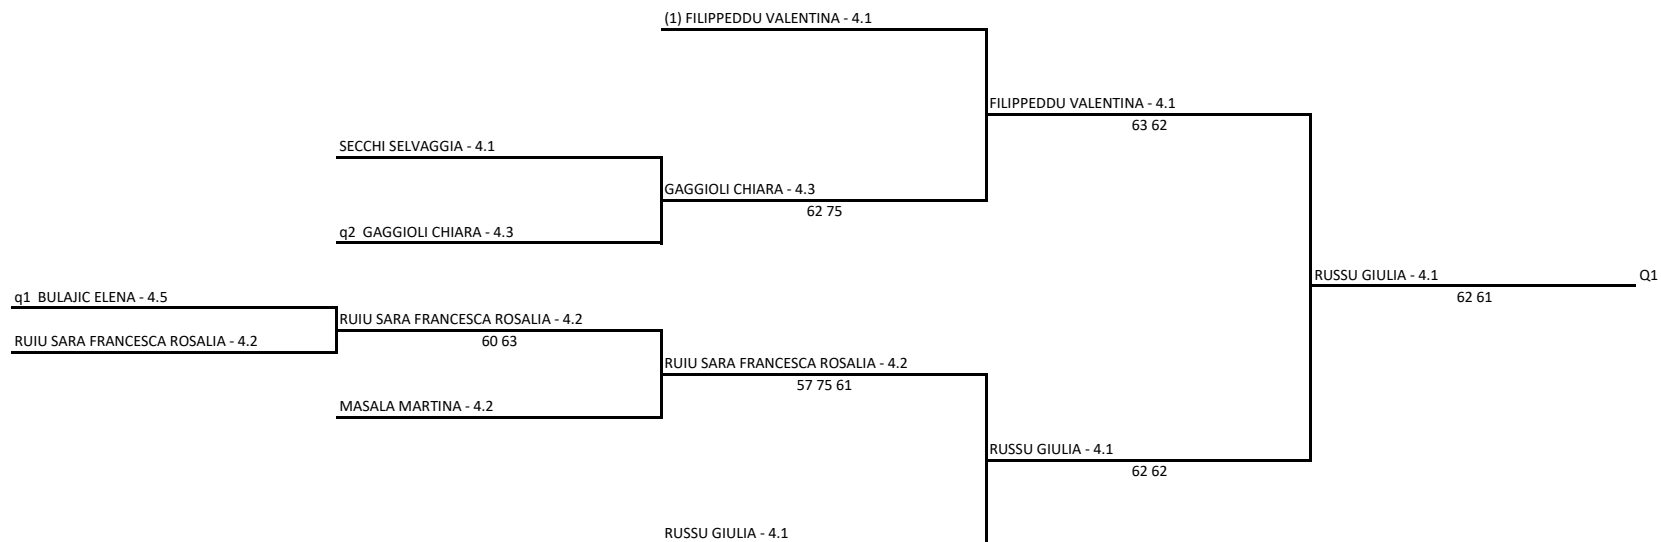 (1) FILIPPEDDU VALENTINA - 4.1
FILIPPEDDU VALENTINA - 4.1
63 62
SECCHI SELVAGGIA - 4.1
GAGGIOLI CHIARA - 4.3
62 75
q2 GAGGIOLI CHIARA - 4.3
RUSSU GIULIA - 4.1
Q1
62 61
q1 BULAJIC ELENA - 4.5
RUIU SARA FRANCESCA ROSALIA - 4.2
60 63
RUIU SARA FRANCESCA ROSALIA - 4.2
RUIU SARA FRANCESCA ROSALIA - 4.2
57 75 61
MASALA MARTINA - 4.2
RUSSU GIULIA - 4.1
62 62
RUSSU GIULIA - 4.1